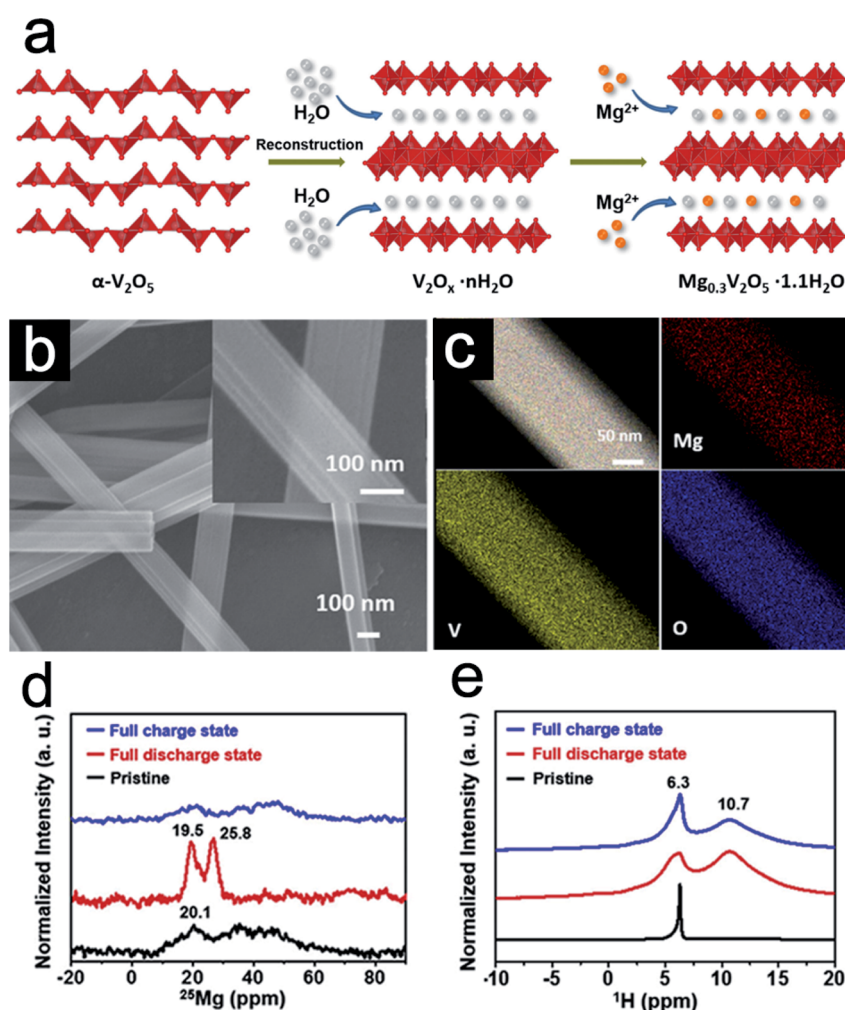 a
H₂O
Mg²⁺
Reconstruction
H₂O
Mg²⁺
α-V₂O₅
V₂Oₓ ·nH₂O
Mg₀.₃V₂O₅ ·1.1H₂O
b
100 nm
100 nm
c
50 nm
Mg
V
O
d
Normalized Intensity (a. u.)
Full charge state
Full discharge state
Pristine
19.5
25.8
20.1
-20 0 20 40 60 80
²⁵Mg (ppm)
e
Normalized Intensity (a. u.)
Full charge state
Full discharge state
Pristine
6.3
10.7
-10 -5 0 5 10 15 20
¹H (ppm)